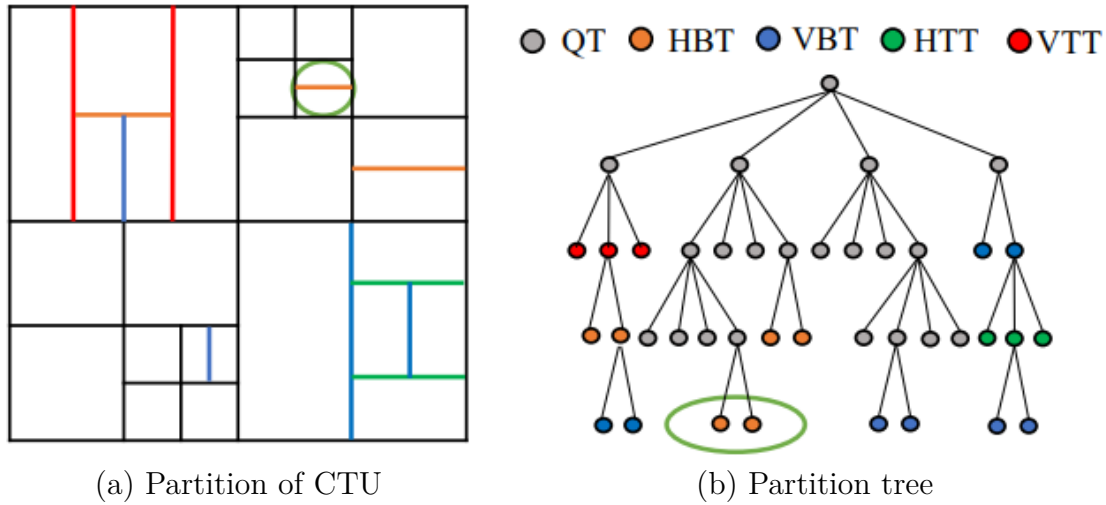 QT HBT VBT HTT VTT
(a) Partition of CTU
(b) Partition tree